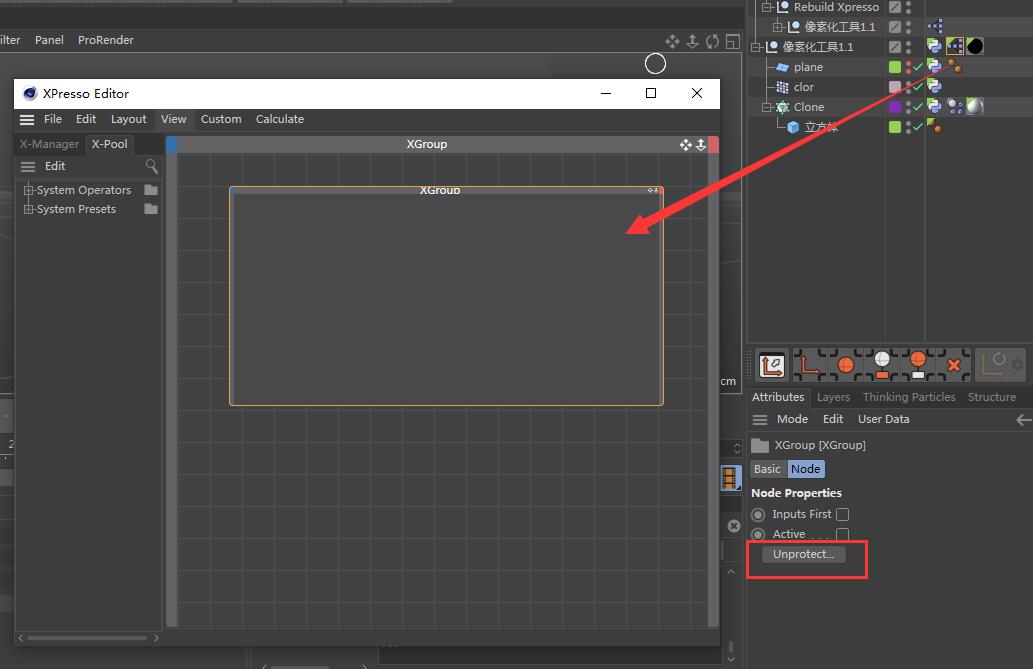 Rebuild Xpresso
像素化工具1.1
像素化工具1.1
plane
clor
Clone
立方体
ilter Panel ProRender
XPresso Editor
File Edit Layout View Custom Calculate
X-Manager X-Pool
XGroup
Edit
System Operators
System Presets
XGroup
cm
Attributes Layers Thinking Particles Structure
Mode Edit User Data
XGroup [XGroup]
Basic Node
Node Properties
Inputs First
Active . . .
Unprotect...
2